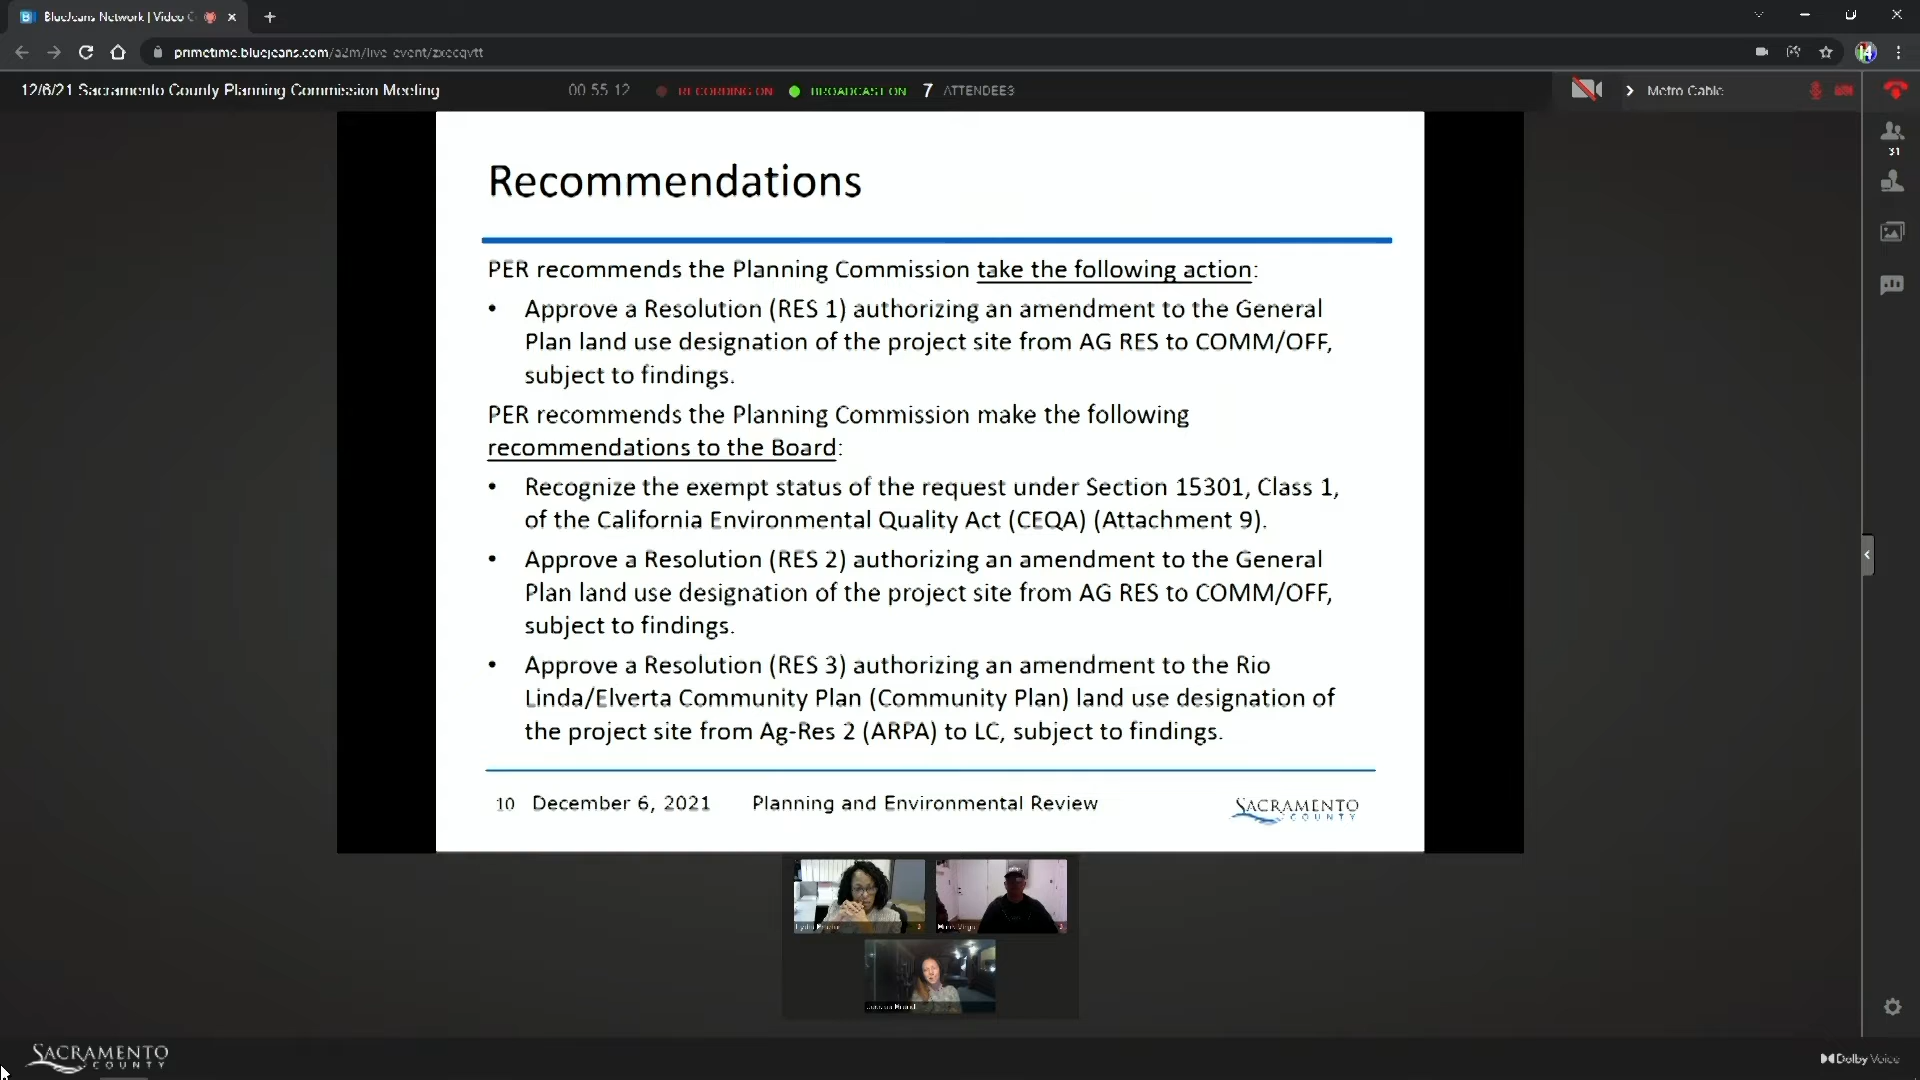 BlueJeans Network | Video C
primetime.bluejeans.com/a2m/live-event/zxecqvtt
12/6/21 Sacramento County Planning Commission Meeting
00:55:12
RECORDING ON
BROADCAST ON
7 ATTENDEES
Metro Cable
31
Recommendations
PER recommends the Planning Commission take the following action:
• Approve a Resolution (RES 1) authorizing an amendment to the General
Plan land use designation of the project site from AG RES to COMM/OFF,
subject to findings.
PER recommends the Planning Commission make the following
recommendations to the Board:
• Recognize the exempt status of the request under Section 15301, Class 1,
of the California Environmental Quality Act (CEQA) (Attachment 9).
• Approve a Resolution (RES 2) authorizing an amendment to the General
Plan land use designation of the project site from AG RES to COMM/OFF,
subject to findings.
• Approve a Resolution (RES 3) authorizing an amendment to the Rio
Linda/Elverta Community Plan (Community Plan) land use designation of
the project site from Ag-Res 2 (ARPA) to LC, subject to findings.
10 December 6, 2021 Planning and Environmental Review
SACRAMENTO
COUNTY
SACRAMENTO
COUNTY
Dolby Voice